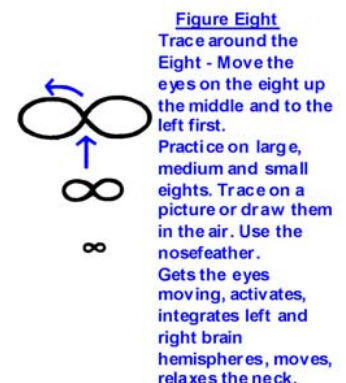 Figure Eight
Trace around the
Eight - Move the
eyes on the eight up
the middle and to the
left first.
Practice on large,
medium and small
eights. Trace on a
picture or draw them
in the air. Use the
nosefeather.
Gets the eyes
moving, activates,
integrates left and
right brain
hemispheres, moves,
relaxes the neck.